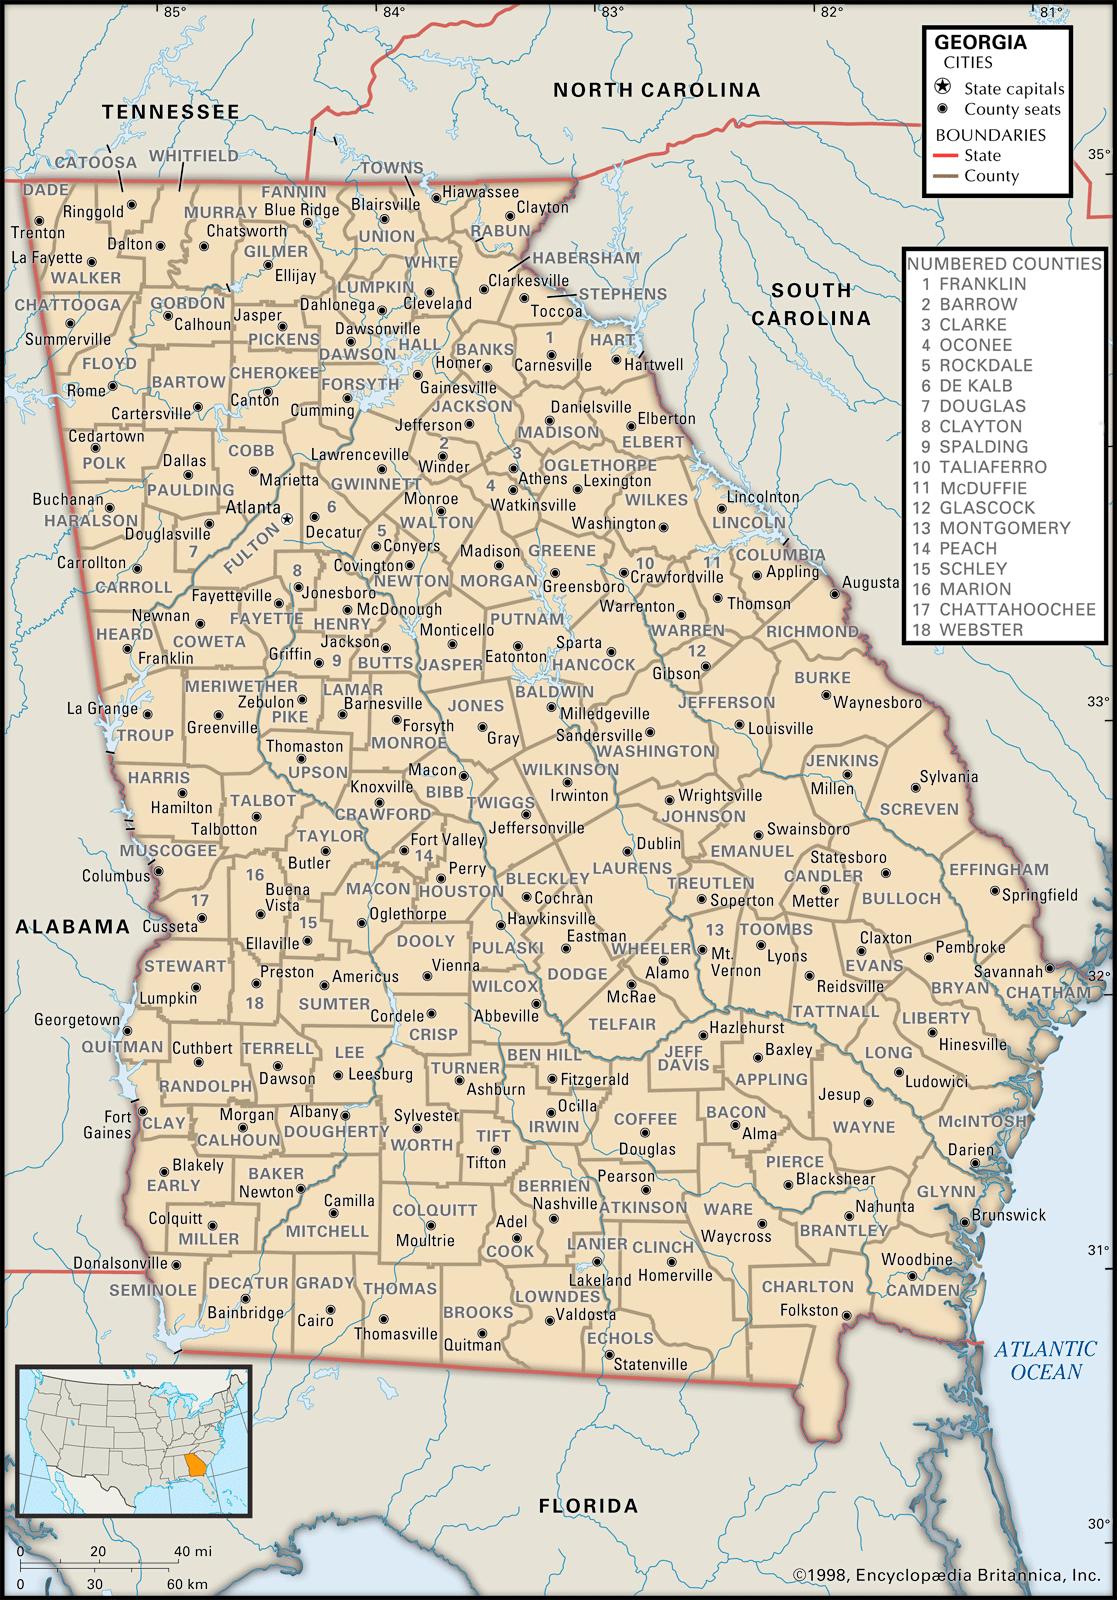 85°
84°
83°
82°
81°
GEORGIA
CITIES
State capitals
County seats
BOUNDARIES
State
County
NORTH CAROLINA
TENNESSEE
35°
CATOOSA
WHITFIELD
TOWNS
DADE
FANNIN
Hiawassee
Ringgold
MURRAY
Blue Ridge
Blairsville
Clayton
Trenton
Chatsworth
UNION
RABUN
Dalton
GILMER
La Fayette
Ellijay
WHITE
HABERSHAM
WALKER
LUMPKIN
Clarkesville
STEPHENS
CHATTOOGA
GORDON
Dahlonega
Cleveland
Toccoa
SOUTH
CAROLINA
Summerville
Calhoun
Jasper
Dawsonville
PICKENS
DAWSON
HALL
BANKS
1
HART
FLOYD
Homer
Carnesville
Hartwell
Rome
BARTOW
CHEROKEE
FORSYTH
Gainesville
Cartersville
Canton
Cumming
JACKSON
Danielsville
Jefferson
MADISON
Elberton
ELBERT
Cedartown
POLK
COBB
Dallas
Lawrenceville
2
Winder
3
OGLETHORPE
PAULDING
Marietta
GWINNETT
Athens
Lexington
Buchanan
HARALSON
Atlanta
6
Monroe
4
Watkinsville
WILKES
Lincolnton
Douglasville
Decatur
WALTON
Washington
LINCOLN
7
FULTON
5
Conyers
Madison
GREENE
COLUMBIA
Carrollton
8
Covington
10
11
Appling
CARROLL
Jonesboro
NEWTON
MORGAN
Greensboro
Crawfordville
Augusta
Fayetteville
McDonough
Warrenton
Thomson
Newnan
FAYETTE
HENRY
PUTNAM
HEARD
COWETA
Monticello
WARREN
RICHMOND
Franklin
Griffin
9
Jackson
BUTTS
JASPER
Eatonton
Sparta
HANCOCK
12
Gibson
MERIWETHER
LAMAR
BALDWIN
BURKE
Zebulon
Barnesville
JONES
JEFFERSON
Waynesboro
33°
La Grange
Greenville
PIKE
Forsyth
Milledgeville
TROUP
MONROE
Gray
Sandersville
Louisville
Thomaston
WASHINGTON
UPSON
Macon
WILKINSON
JENKINS
HARRIS
Knoxville
BIBB
Irwinton
Sylvania
Hamilton
TALBOT
CRAWFORD
TWIGGS
Wrightsville
Millen
SCREVEN
Talbotton
TAYLOR
Jeffersonville
JOHNSON
Swainsboro
MUSCOGEE
Butler
Fort Valley
14
Dublin
EMANUEL
Statesboro
Columbus
16
Perry
BLECKLEY
LAURENS
CANDLER
EFFINGHAM
17
Buena
Vista
MACON
HOUSTON
Cochran
TREUTLEN
Soperton
Metter
BULLOCH
Springfield
ALABAMA
Cusseta
15
Oglethorpe
Hawkinsville
13
TOOMBS
Ellaville
DOOLY
PULASKI
Eastman
WHEELER
Lyons
Claxton
Pembroke
STEWART
Preston
Americus
Vienna
DODGE
Alamo
Mt.
Vernon
EVANS
Savannah
32°
Lumpkin
18
SUMTER
WILCOX
McRae
Reidsville
BRYAN
CHATHAM
Georgetown
Cordele
CRISP
Abbeville
TELFAIR
TATTNALL
LIBERTY
QUITMAN
Cuthbert
TERRELL
LEE
BEN HILL
Hazlehurst
JEFF
DAVIS
Baxley
LONG
Hinesville
RANDOLPH
Dawson
Leesburg
TURNER
Ashburn
Fitzgerald
APPLING
Ludowici
Fort
Gaines
CLAY
Morgan
Albany
Sylvester
Ocilla
COFFEE
BACON
Jesup
CALHOUN
DOUGHERTY
WORTH
TIFT
IRWIN
Douglas
Alma
WAYNE
McINTOSH
Blakely
BAKER
Tifton
Pearson
PIERCE
Darien
EARLY
Newton
Camilla
BERRIEN
Blackshear
GLYNN
Colquitt
COLQUITT
Nashville
ATKINSON
WARE
Nahunta
Brunswick
MILLER
MITCHELL
Moultrie
Adel
COOK
LANIER
CLINCH
Waycross
BRANTLEY
31°
Donalsonville
Lakeland
Homerville
Woodbine
SEMINOLE
DECATUR
GRADY
THOMAS
LOWNDES
CHARLTON
CAMDEN
Bainbridge
Cairo
BROOKS
Valdosta
Folkston
Thomasville
Quitman
ECHOLS
Statenville
ATLANTIC
OCEAN
FLORIDA
30°
NUMBERED COUNTIES
1 FRANKLIN
2 BARROW
3 CLARKE
4 OCONEE
5 ROCKDALE
6 DE KALB
7 DOUGLAS
8 CLAYTON
9 SPALDING
10 TALIAFERRO
11 McDUFFIE
12 GLASCOCK
13 MONTGOMERY
14 PEACH
15 SCHLEY
16 MARION
17 CHATTAHOOCHEE
18 WEBSTER
0 20 40 mi
0 30 60 km
©1998, Encyclopædia Britannica, Inc.